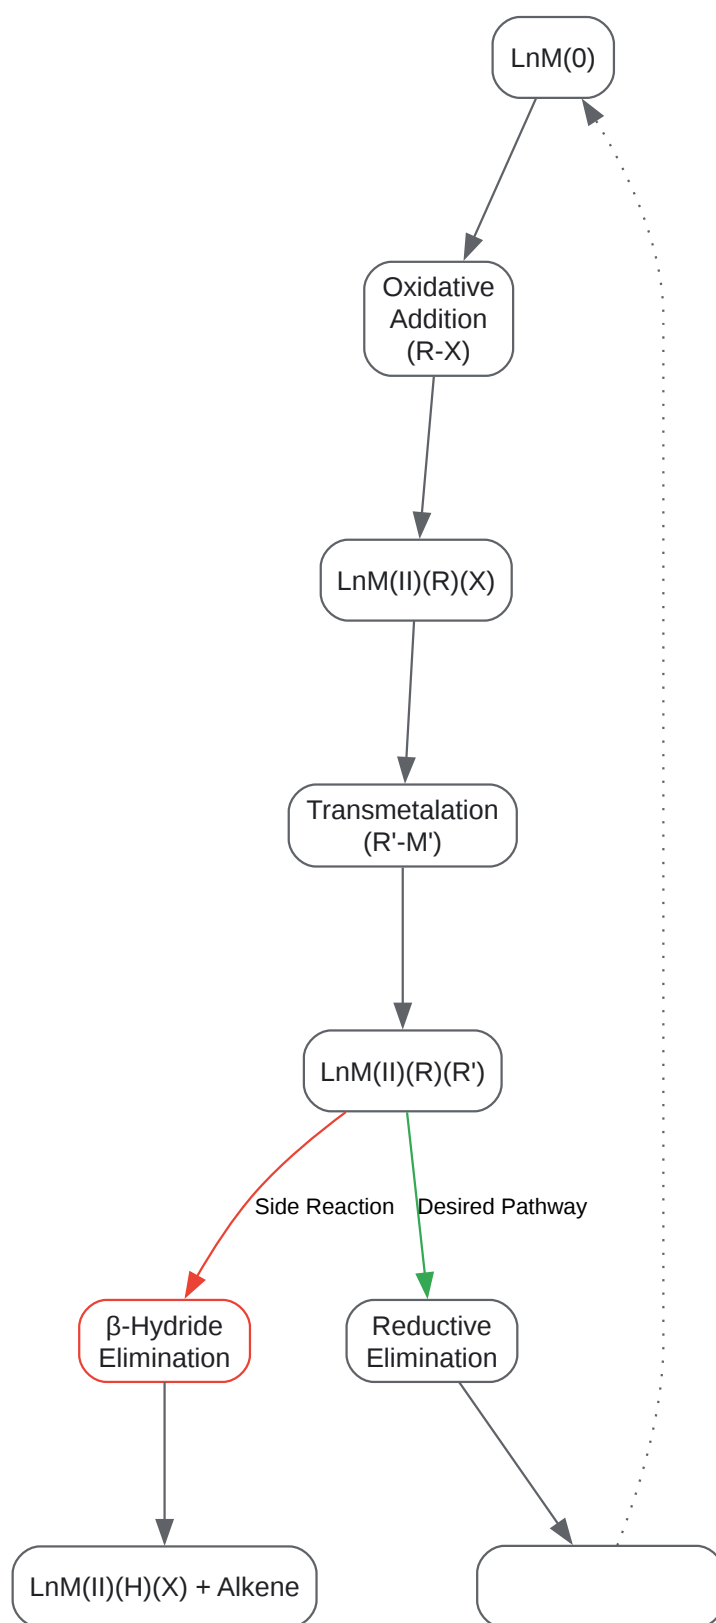 LnM(0)
Oxidative
Addition
(R-X)
LnM(II)(R)(X)
Transmetalation
(R'-M')
LnM(II)(R)(R')
Side Reaction
Desired Pathway
β-Hydride
Elimination
Reductive
Elimination
LnM(II)(H)(X) + Alkene